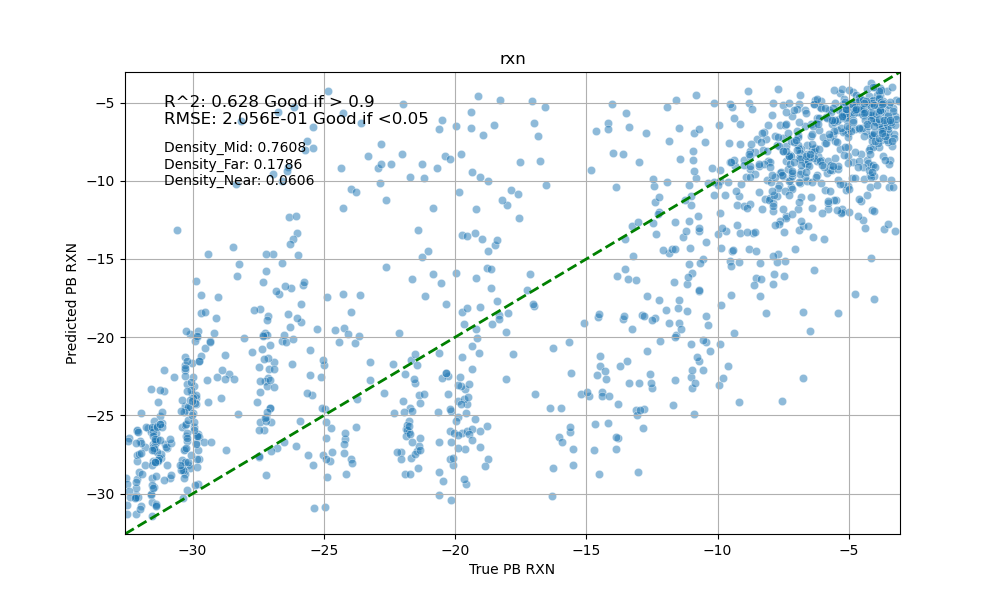 rxn
R^2: 0.628 Good if > 0.9
RMSE: 2.056E-01 Good if <0.05
Density_Mid: 0.7608
Density_Far: 0.1786
Density_Near: 0.0606
Predicted PB RXN
−5
−10
−15
−20
−25
−30
−30
−25
−20
−15
−10
−5
True PB RXN